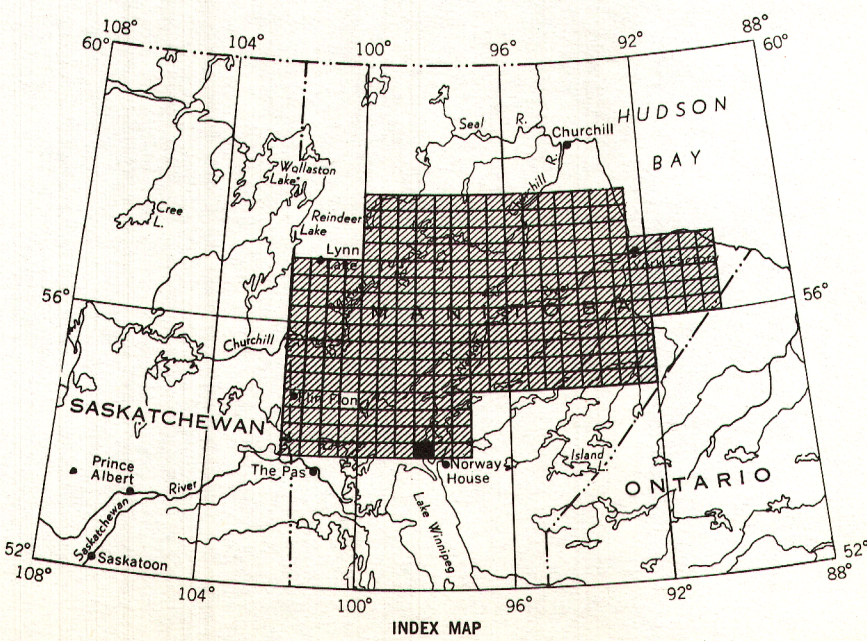 108°
60°
104°
100°
96°
92°
88°
60°
HUDSON
BAY
Seal
R.
Churchill
Churchill R.
Wollaston
Lake
Cree
L.
Reindeer
Lake
Lynn
Lake
56°
56°
MANITOBA
Churchill
Flin Flon
SASKATCHEWAN
Prince
Albert
The Pas
River
Saskatchewan
Saskatoon
Norway
House
Island
ONTARIO
Lake Winnipeg
52°
108°
104°
100°
96°
92°
52°
88°
INDEX MAP